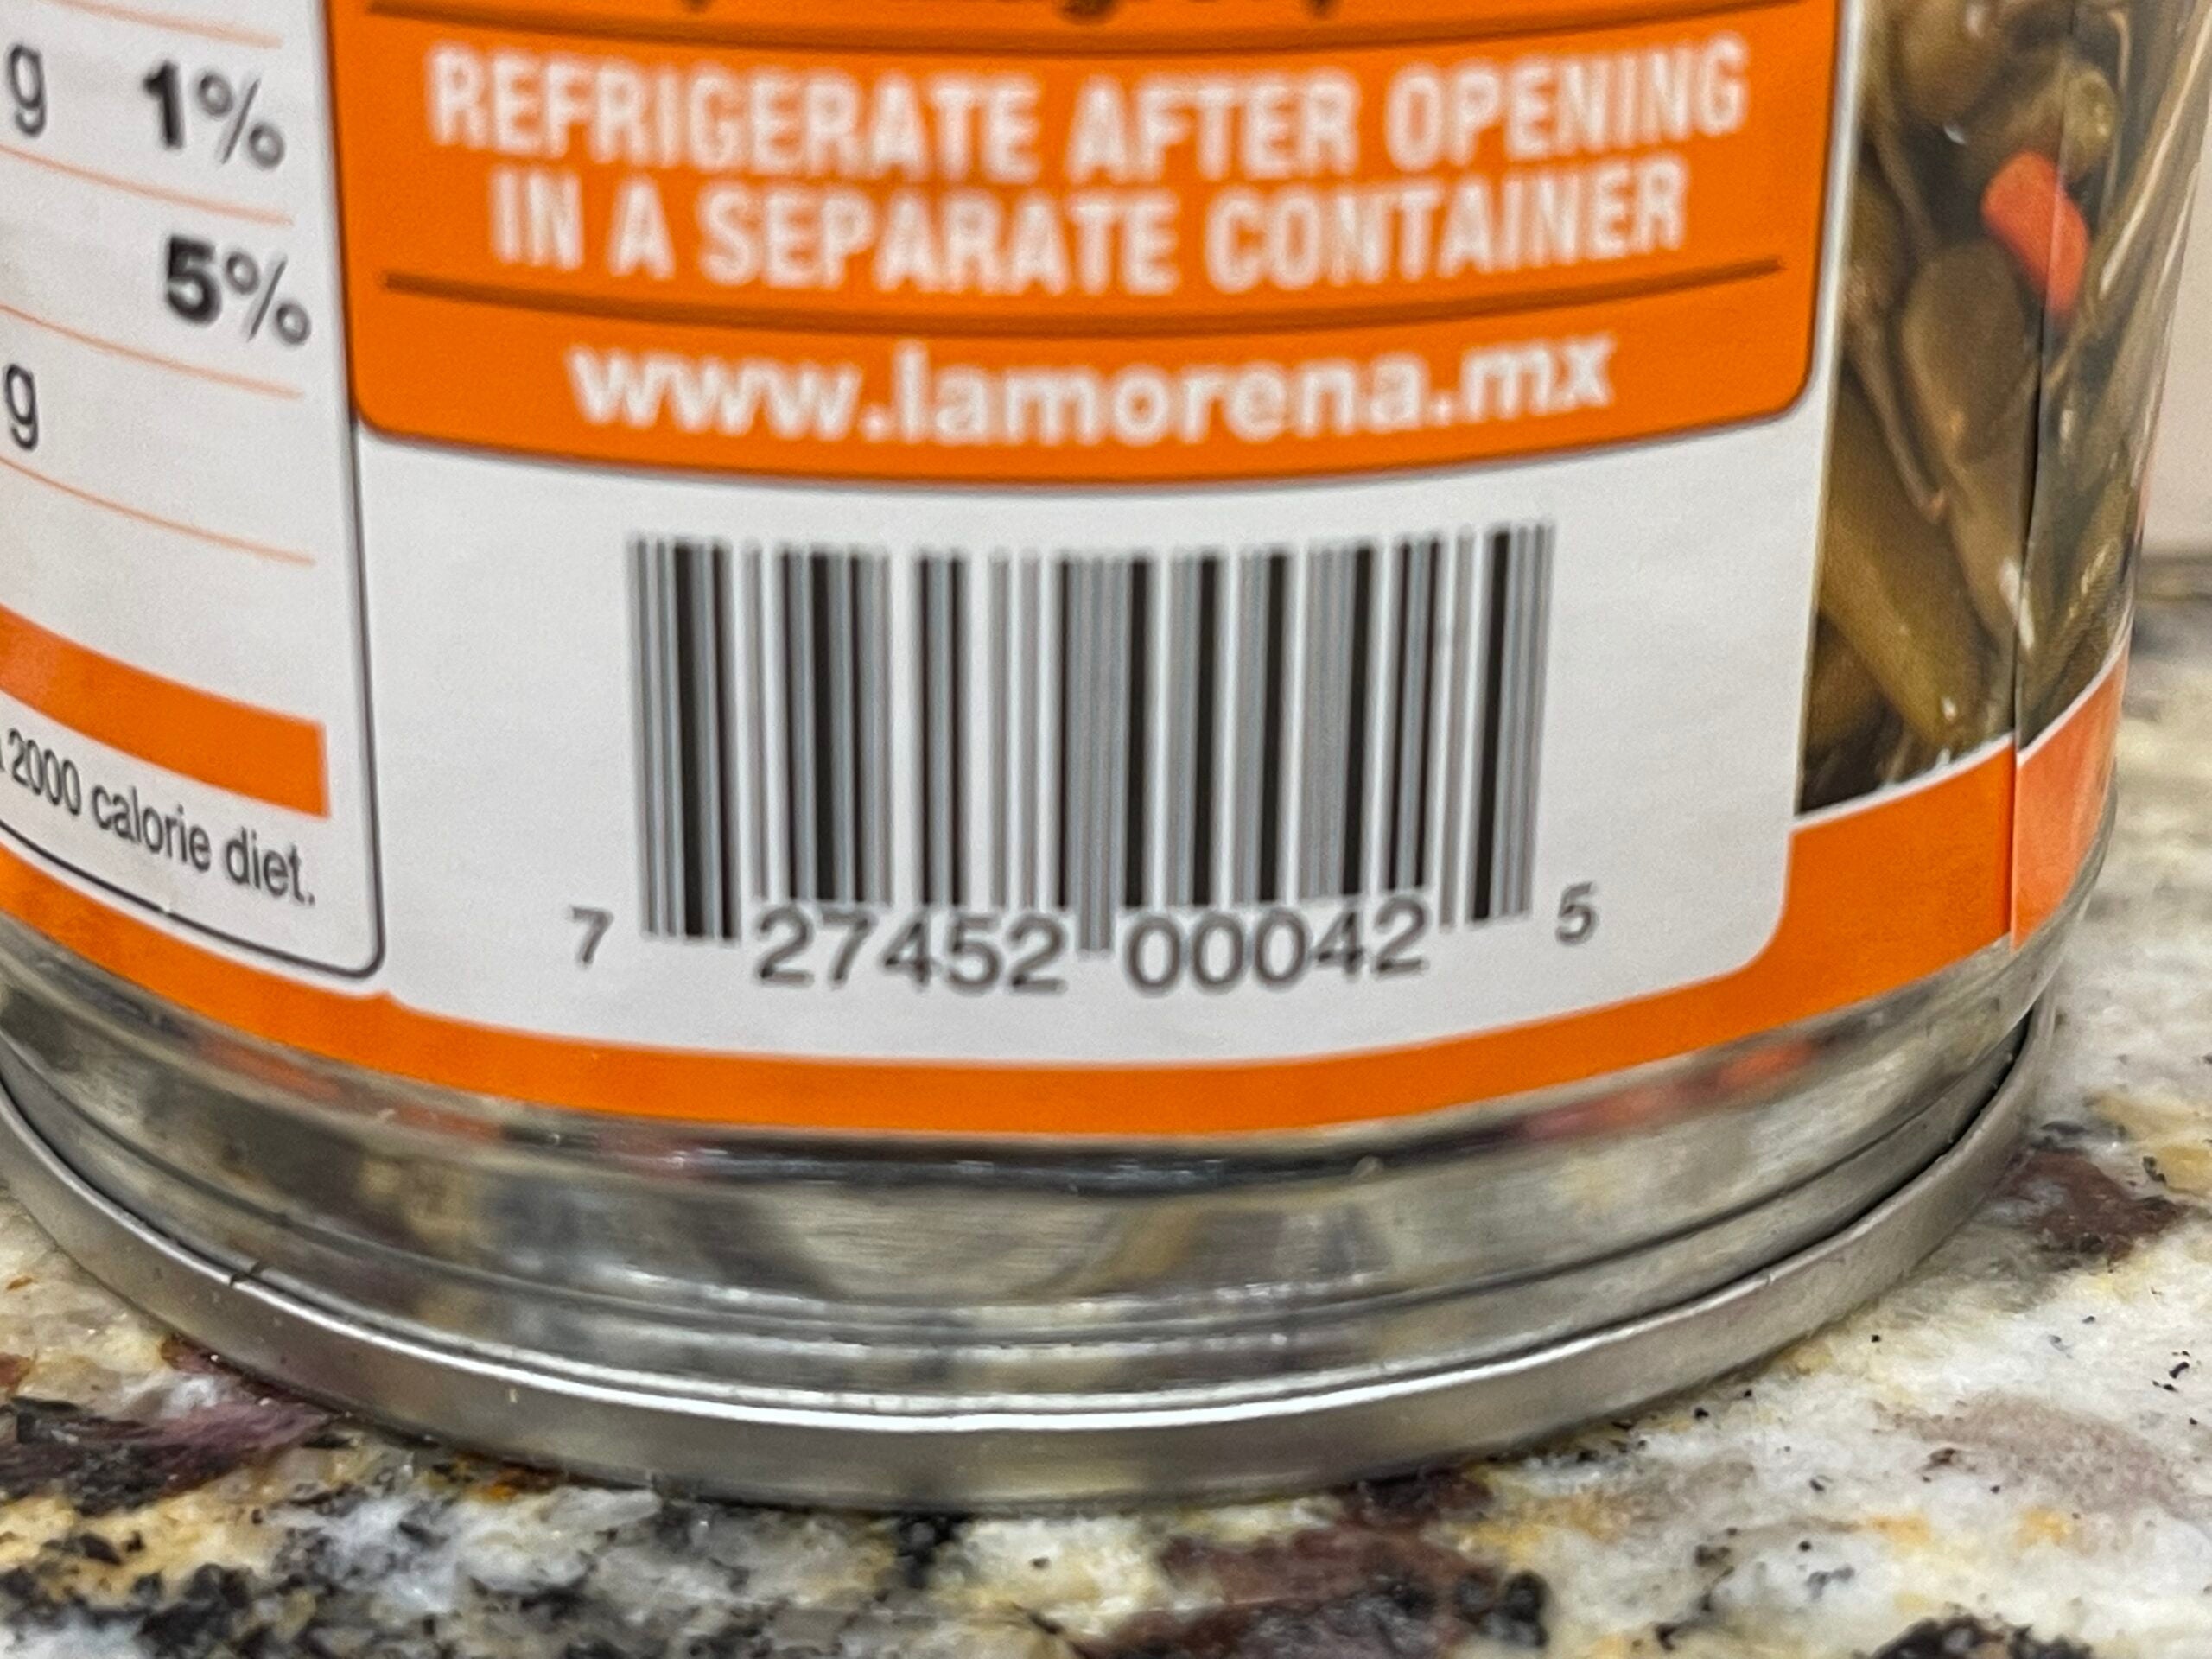 g 1%
5%
g
2000 calorie diet.
REFRIGERATE AFTER OPENING
IN A SEPARATE CONTAINER
www.lamorena.mx
7 27452 00042 5